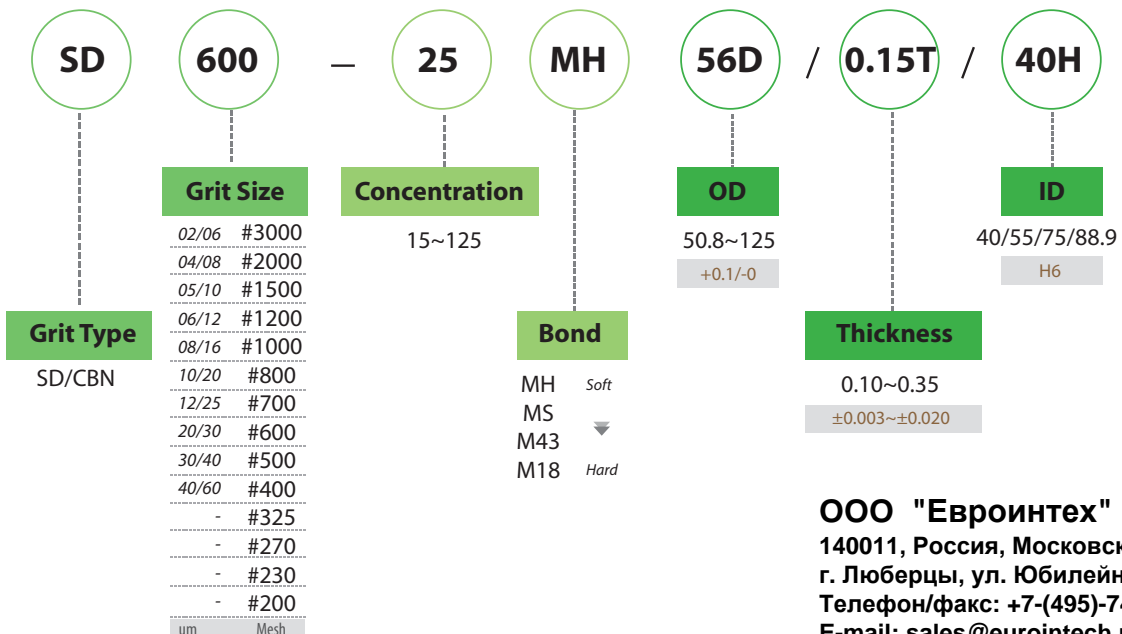 SD 600 – 25 MH 56D / 0.15T / 40H
Grit Type
SD/CBN
Grit Size
02/06 #3000
04/08 #2000
05/10 #1500
06/12 #1200
08/16 #1000
10/20 #800
12/25 #700
20/30 #600
30/40 #500
40/60 #400
- #325
- #270
- #230
- #200
um Mesh
Concentration
15~125
Bond
MH Soft
MS
M43
M18 Hard
OD
50.8~125
+0.1/-0
Thickness
0.10~0.35
±0.003~±0.020
ID
40/55/75/88.9
H6
ООО "Евроинтех"
140011, Россия,
г. Люберцы, ул.
Телефон/факс: +7-(495)-
E-mail: